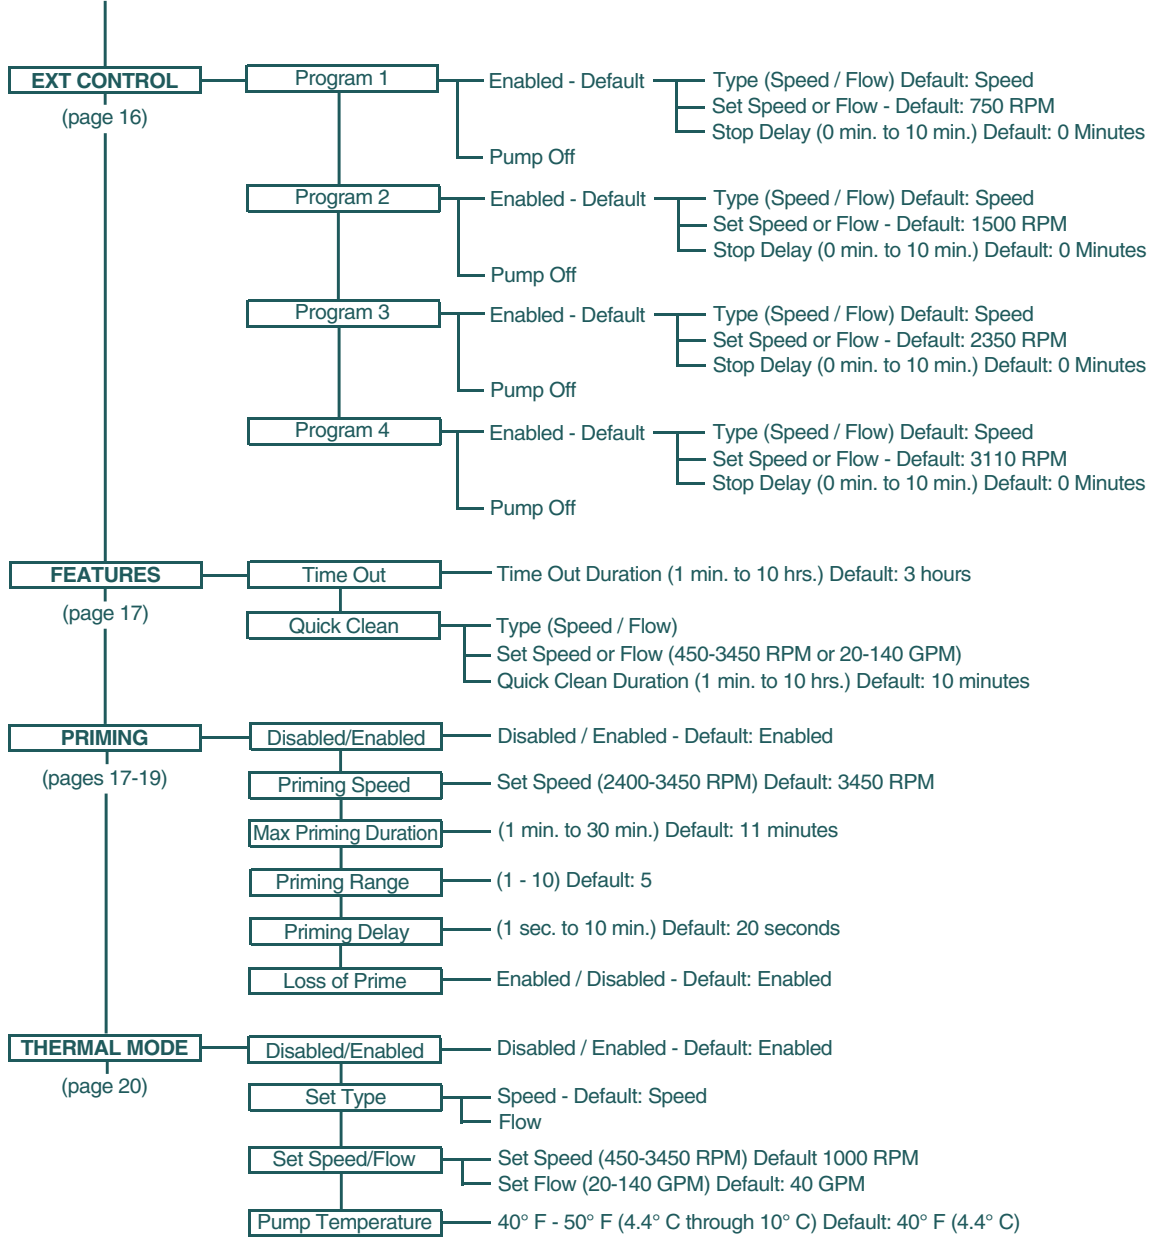 EXT CONTROL
(page 16)
Program 1
Enabled - Default
Type (Speed / Flow) Default: Speed
Set Speed or Flow - Default: 750 RPM
Stop Delay (0 min. to 10 min.) Default: 0 Minutes
Pump Off
Program 2
Enabled - Default
Type (Speed / Flow) Default: Speed
Set Speed or Flow - Default: 1500 RPM
Stop Delay (0 min. to 10 min.) Default: 0 Minutes
Pump Off
Program 3
Enabled - Default
Type (Speed / Flow) Default: Speed
Set Speed or Flow - Default: 2350 RPM
Stop Delay (0 min. to 10 min.) Default: 0 Minutes
Pump Off
Program 4
Enabled - Default
Type (Speed / Flow) Default: Speed
Set Speed or Flow - Default: 3110 RPM
Stop Delay (0 min. to 10 min.) Default: 0 Minutes
Pump Off
FEATURES
(page 17)
Time Out
Time Out Duration (1 min. to 10 hrs.) Default: 3 hours
Quick Clean
Type (Speed / Flow)
Set Speed or Flow (450-3450 RPM or 20-140 GPM)
Quick Clean Duration (1 min. to 10 hrs.) Default: 10 minutes
PRIMING
(pages 17-19)
Disabled/Enabled
Disabled / Enabled - Default: Enabled
Priming Speed
Set Speed (2400-3450 RPM) Default: 3450 RPM
Max Priming Duration
(1 min. to 30 min.) Default: 11 minutes
Priming Range
(1 - 10) Default: 5
Priming Delay
(1 sec. to 10 min.) Default: 20 seconds
Loss of Prime
Enabled / Disabled - Default: Enabled
THERMAL MODE
(page 20)
Disabled/Enabled
Disabled / Enabled - Default: Enabled
Set Type
Speed - Default: Speed
Flow
Set Speed/Flow
Set Speed (450-3450 RPM) Default 1000 RPM
Set Flow (20-140 GPM) Default: 40 GPM
Pump Temperature
40° F - 50° F (4.4° C through 10° C) Default: 40° F (4.4° C)